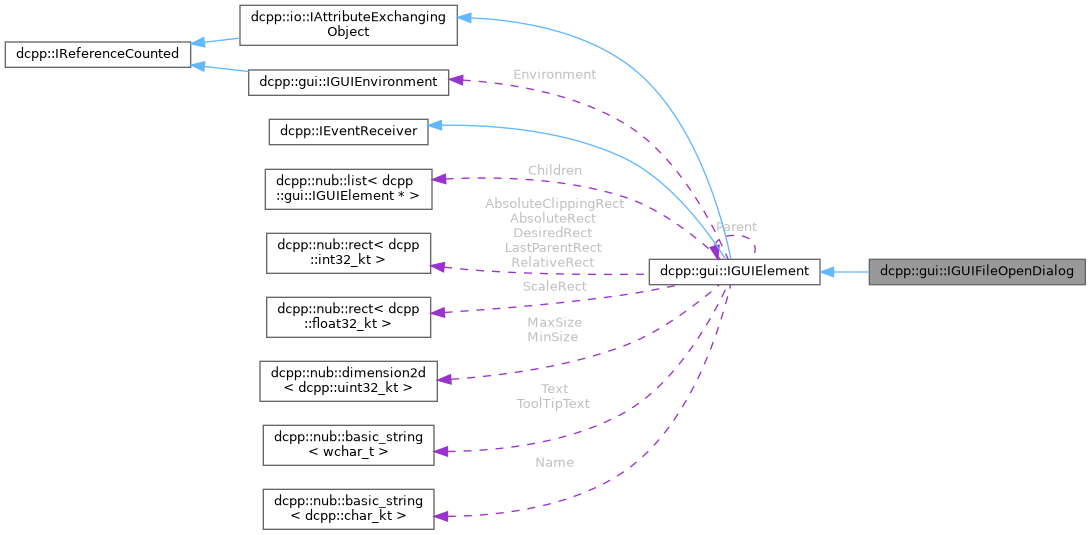 dcpp::io::IAttributeExchanging
Object
dcpp::IReferenceCounted
dcpp::gui::IGUIEnvironment
Environment
dcpp::IEventReceiver
dcpp::nub::list< dcpp
::gui::IGUIElement * >
Children
AbsoluteClippingRect
AbsoluteRect
DesiredRect
LastParentRect
RelativeRect
Parent
dcpp::nub::rect< dcpp
::int32_kt >
dcpp::gui::IGUIElement
dcpp::gui::IGUIFileOpenDialog
ScaleRect
dcpp::nub::rect< dcpp
::float32_kt >
MaxSize
MinSize
dcpp::nub::dimension2d
< dcpp::uint32_kt >
Text
ToolTipText
dcpp::nub::basic_string
< wchar_t >
Name
dcpp::nub::basic_string
< dcpp::char_kt >